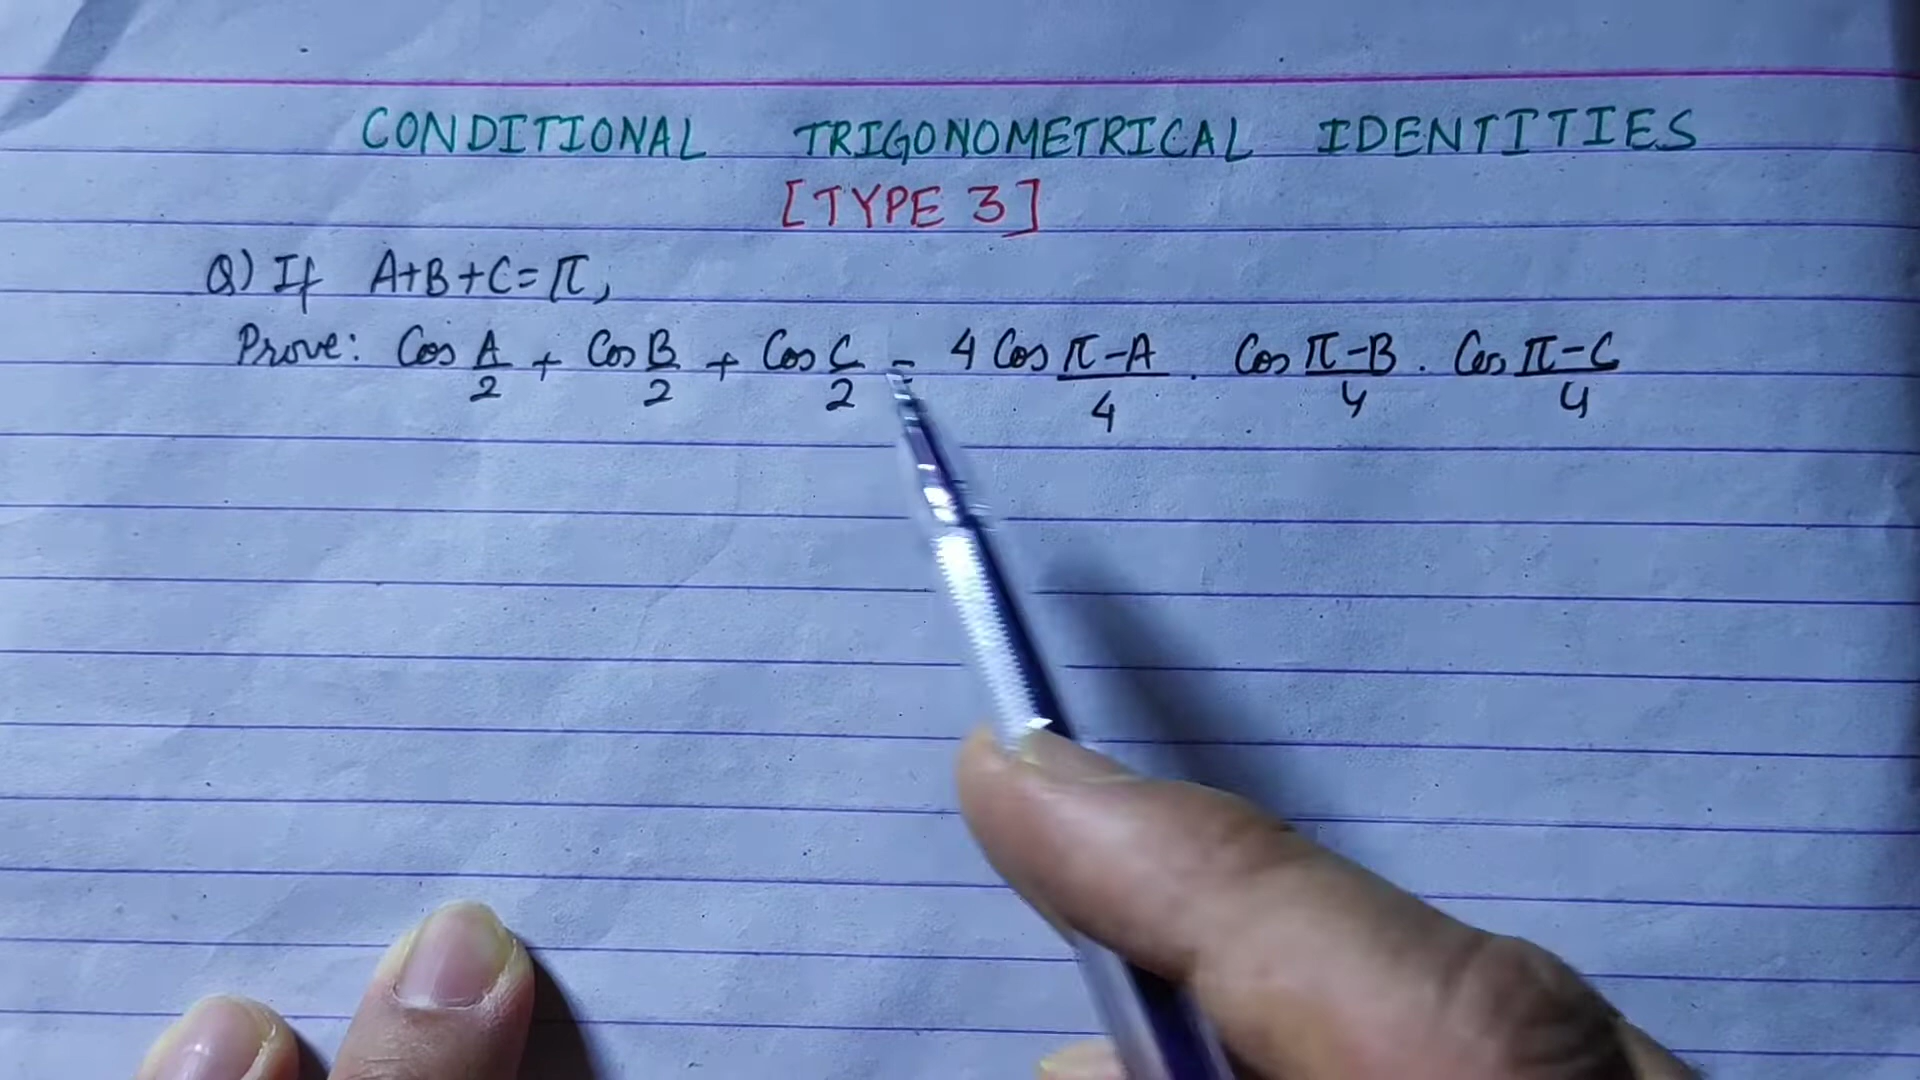 CONDITIONAL TRIGONOMETRICAL IDENTITIES
[TYPE 3]
Q) If A+B+C=π,
Prove: Cos A/2 + Cos B/2 + Cos C/2 = 4 Cos π-A/4 . Cos π-B/4 . Cos π-C/4